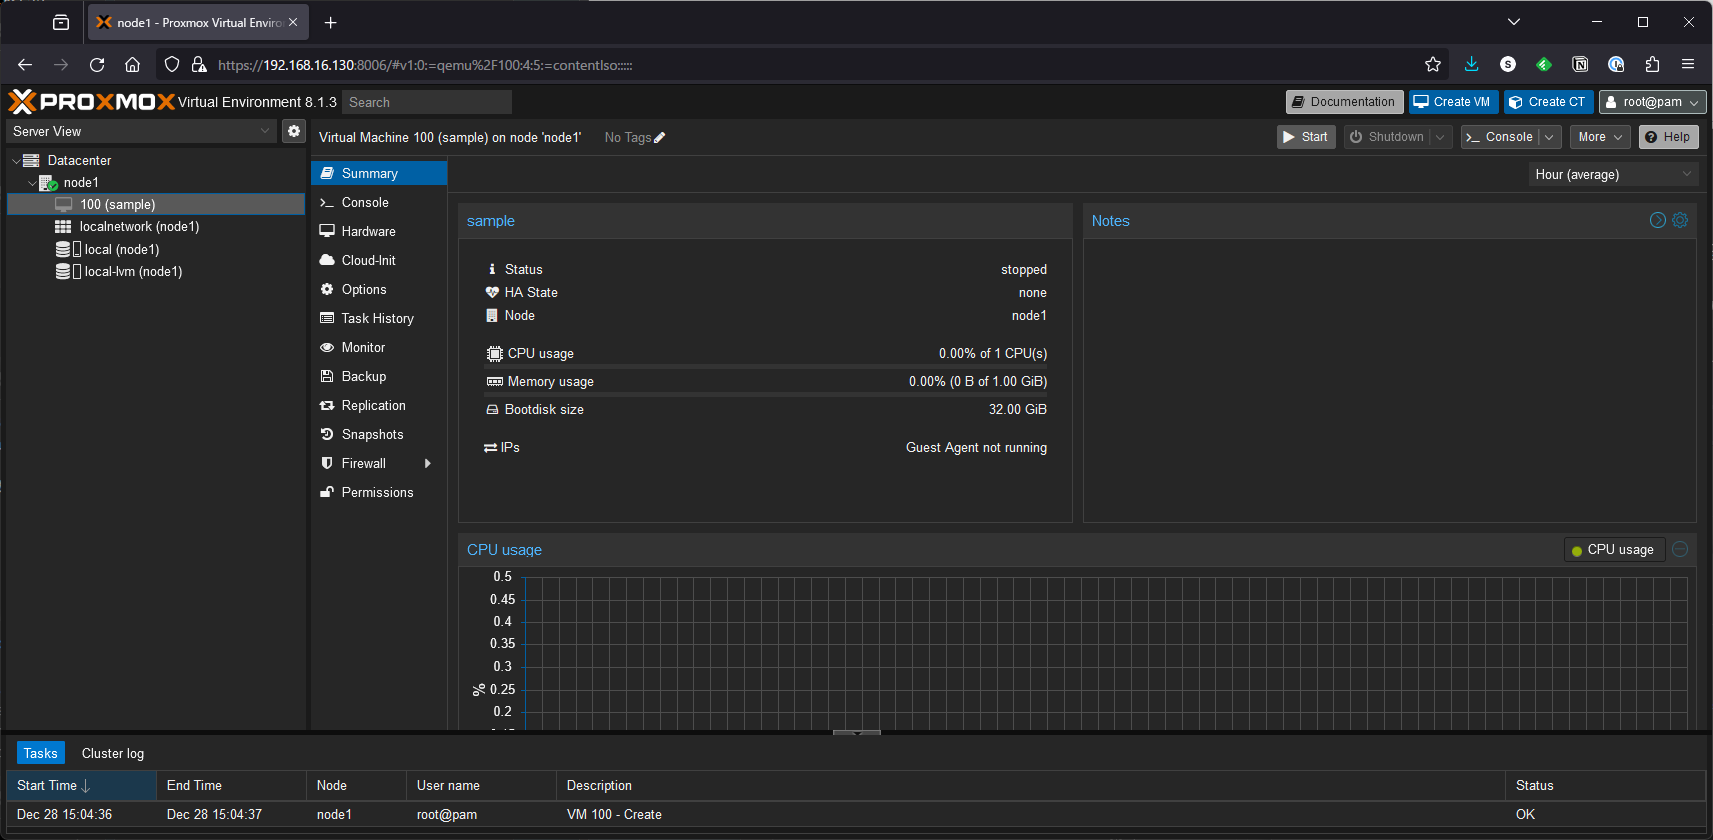 node1 - Proxmox Virtual Enviro
https://192.168.16.130:8006/#v1:0:=qemu%2F100:4:5:=contentIso:::::
PROXMOX Virtual Environment 8.1.3 Search Documentation Create VM Create CT root@pam
Server View
Virtual Machine 100 (sample) on node 'node1' No Tags Start Shutdown Console More Help
Datacenter
node1
100 (sample)
localnetwork (node1)
local (node1)
local-lvm (node1)
Summary
Console
Hardware
Cloud-Init
Options
Task History
Monitor
Backup
Replication
Snapshots
Firewall
Permissions
Hour (average)
sample
Status stopped
HA State none
Node node1
CPU usage 0.00% of 1 CPU(s)
Memory usage 0.00% (0 B of 1.00 GiB)
Bootdisk size 32.00 GiB
IPs Guest Agent not running
Notes
CPU usage CPU usage
0.5
0.45
0.4
0.35
0.3
% 0.25
0.2
Tasks Cluster log
Start Time End Time Node User name Description Status
Dec 28 15:04:36 Dec 28 15:04:37 node1 root@pam VM 100 - Create OK